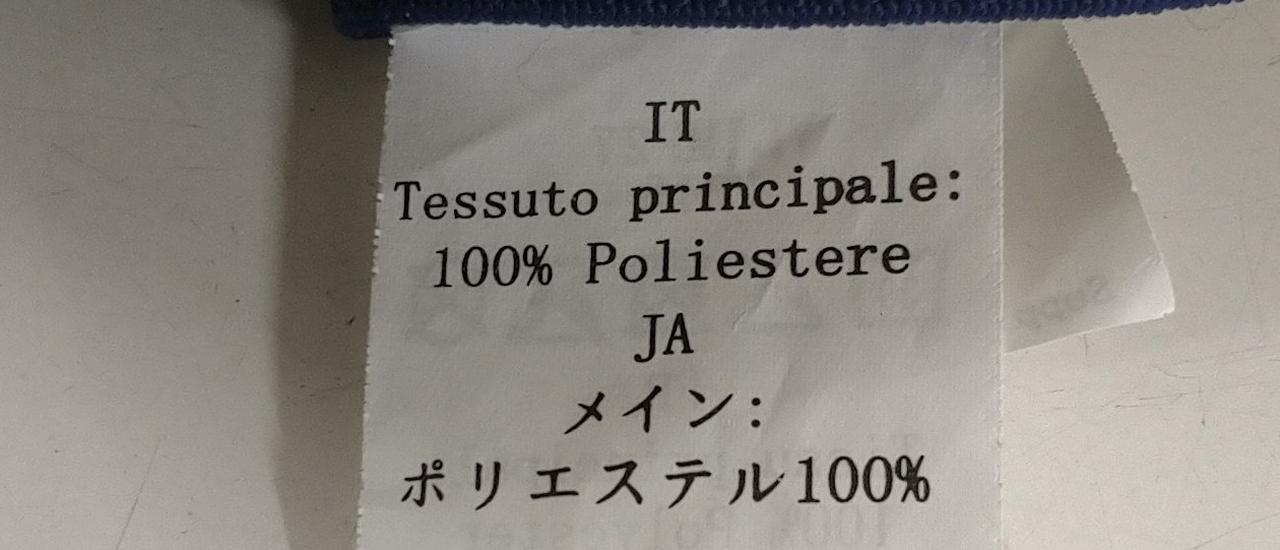 IT
Tessuto principale:
100% Poliestere
JA
メイン:
ポリエステル100%